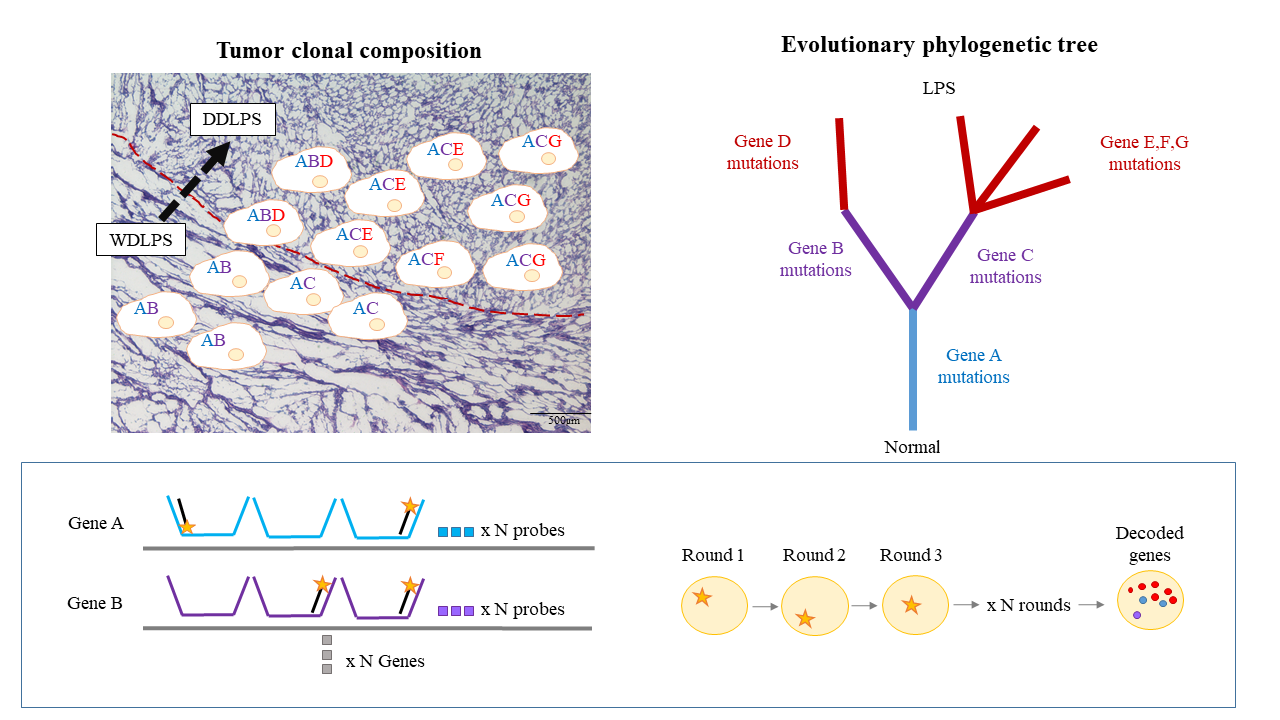 Tumor clonal composition
DDLPS
WDLPS
ABD
ACE
ACG
ACE
ABD
ACG
ACE
AB
ACF
ACG
AC
AB
AC
AB
500μm
Evolutionary phylogenetic tree
LPS
Gene D
mutations
Gene E,F,G
mutations
Gene B
mutations
Gene C
mutations
Gene A
mutations
Normal
Gene A
x N probes
Gene B
x N probes
x N Genes
Round 1
Round 2
Round 3
x N rounds
Decoded
genes